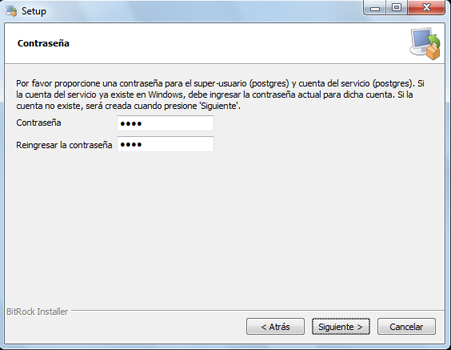 Setup
Contraseña
Por favor proporcione una contraseña para el super-usuario (postgres) y cuenta del servicio (postgres). Si
la cuenta del servicio ya existe en Windows, debe ingresar la contraseña actual para dicha cuenta. Si la
cuenta no existe, será creada cuando presione 'Siguiente'.
Contraseña ••••
Reingresar la contraseña ••••
BitRock Installer
< Atrás Siguiente > Cancelar